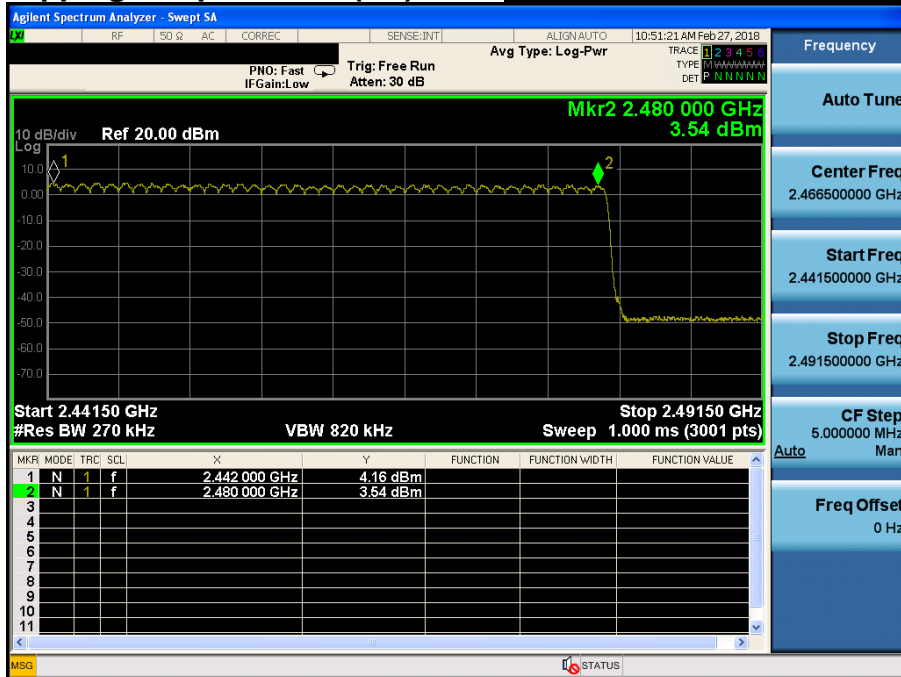 Agilent Spectrum Analyzer - Swept SA
LXI RF 50 Ω AC CORREC SENSE:INT ALIGN AUTO 10:51:21 AM Feb 27, 2018
Avg Type: Log-Pwr TRACE 1 2 3 4 5 6
PNO: Fast Trig: Free Run TYPE M WWWWW
IFGain:Low Atten: 30 dB DET P N N N N N
Mkr2 2.480 000 GHz
10 dB/div Ref 20.00 dBm 3.54 dBm
Log
1
2
10.0
0.00
-10.0
-20.0
-30.0
-40.0
-50.0
-60.0
-70.0
Start 2.44150 GHz Stop 2.49150 GHz
#Res BW 270 kHz VBW 820 kHz Sweep 1.000 ms (3001 pts)
MKR MODE TRC SCL X Y FUNCTION FUNCTION WIDTH FUNCTION VALUE
1 N 1 f 2.442 000 GHz 4.16 dBm
2 N 1 f 2.480 000 GHz 3.54 dBm
3
4
5
6
7
8
9
10
11
MSG STATUS
Frequency
Auto Tune
Center Freq
2.466500000 GHz
Start Freq
2.441500000 GHz
Stop Freq
2.491500000 GHz
CF Step
5.000000 MHz
Auto Man
Freq Offset
0 Hz